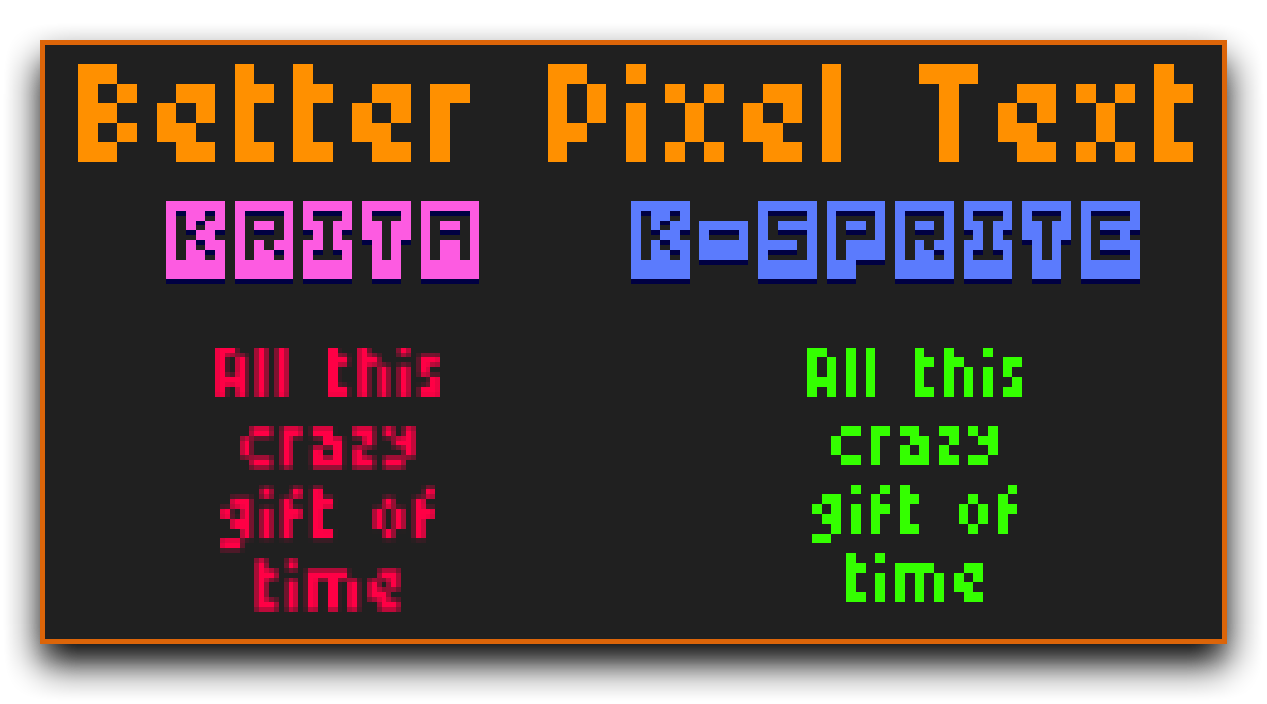 Better Pixel Text
KRITA
K-SPRITE
All this
crazy
gift of
time
All this
crazy
gift of
time